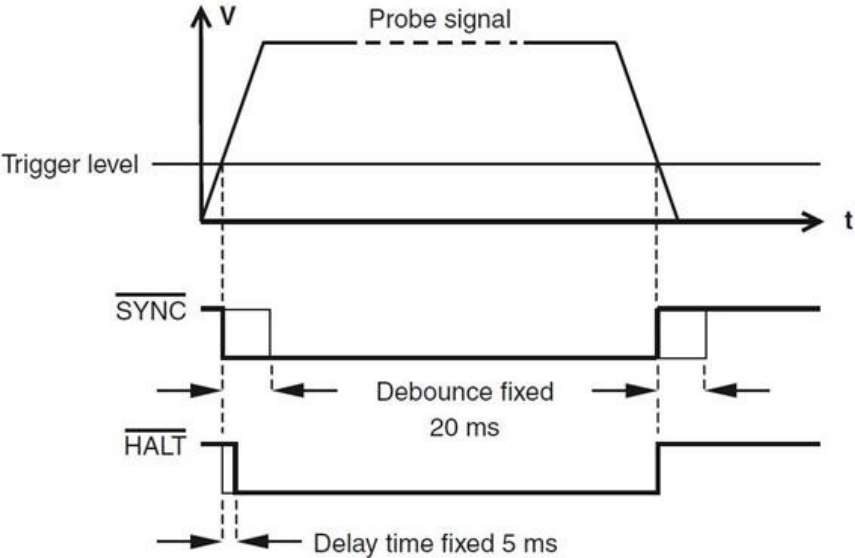 V
Probe signal
Trigger level
t
SYNC
Debounce fixed
20 ms
HALT
Delay time fixed 5 ms